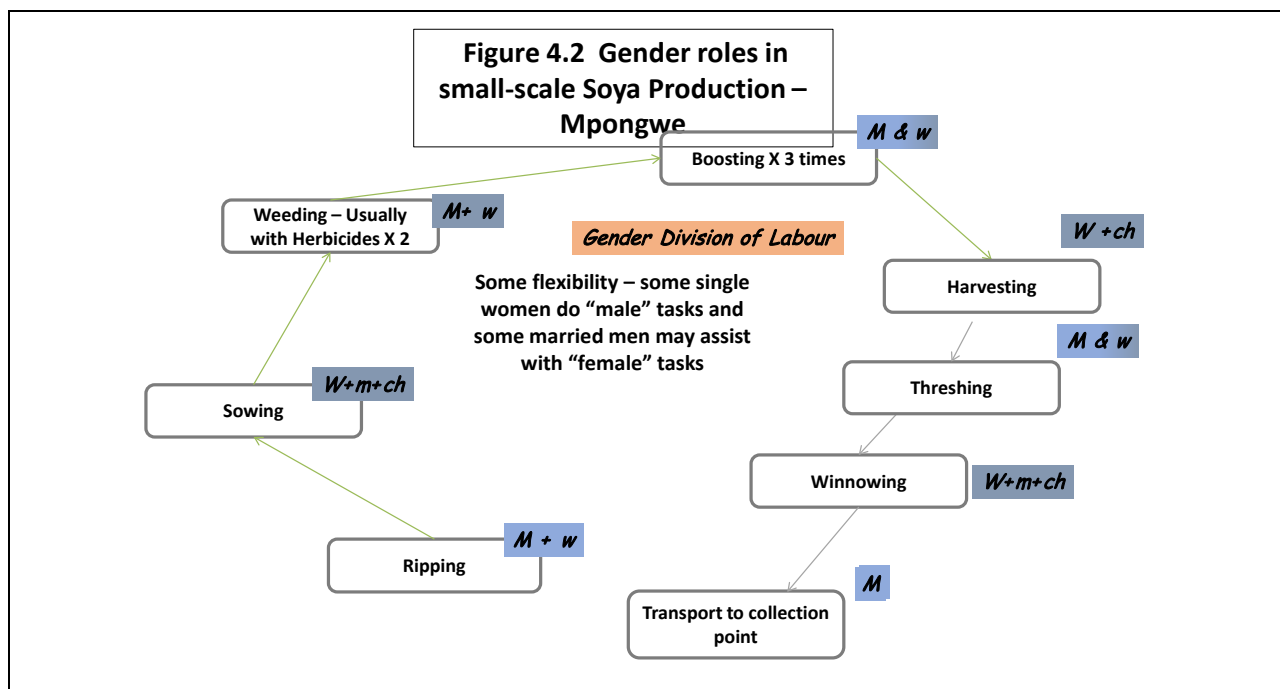 Figure 4.2  Gender roles in
small-scale Soya Production –
Mpongwe
M & w
Boosting X 3 times
Weeding – Usually
with Herbicides X 2
M+ w
Gender Division of Labour
W +ch
Harvesting
Some flexibility – some single
women do “male” tasks and
some married men may assist
with “female” tasks
M & w
Threshing
W+m+ch
Sowing
Winnowing
W+m+ch
M + w
Ripping
M
Transport to collection
point